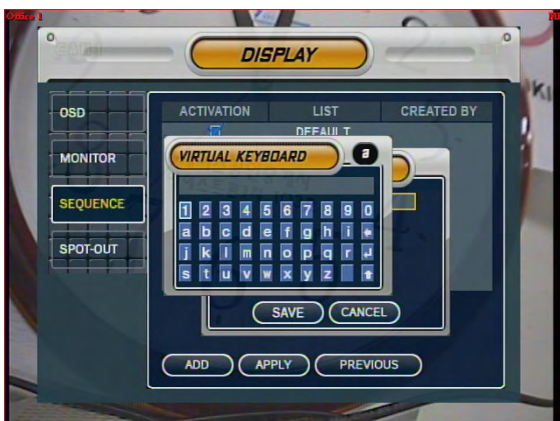 Office 1
DISPLAY
OSD
MONITOR
SEQUENCE
SPOT-OUT
ACTIVATION LIST CREATED BY
DEFAULT
VIRTUAL KEYBOARD a
1 2 3 4 5 6 7 8 9 0
a b c d e f g h i ←
j k l m n o p q r ↵
s t u v w x y z ↑
SAVE CANCEL
ADD APPLY PREVIOUS